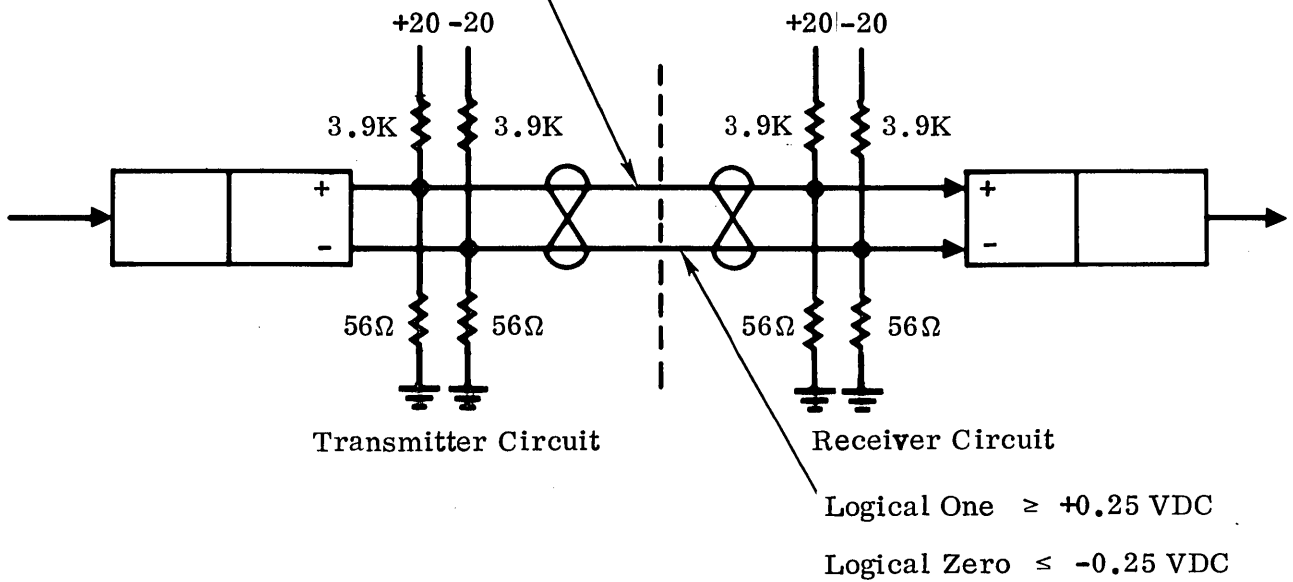 +20 -20 +20 -20
3.9K 3.9K 3.9K 3.9K
+ +
- -
56Ω 56Ω 56Ω 56Ω
Transmitter Circuit Receiver Circuit
Logical One ≥ +0.25 VDC
Logical Zero ≤ -0.25 VDC